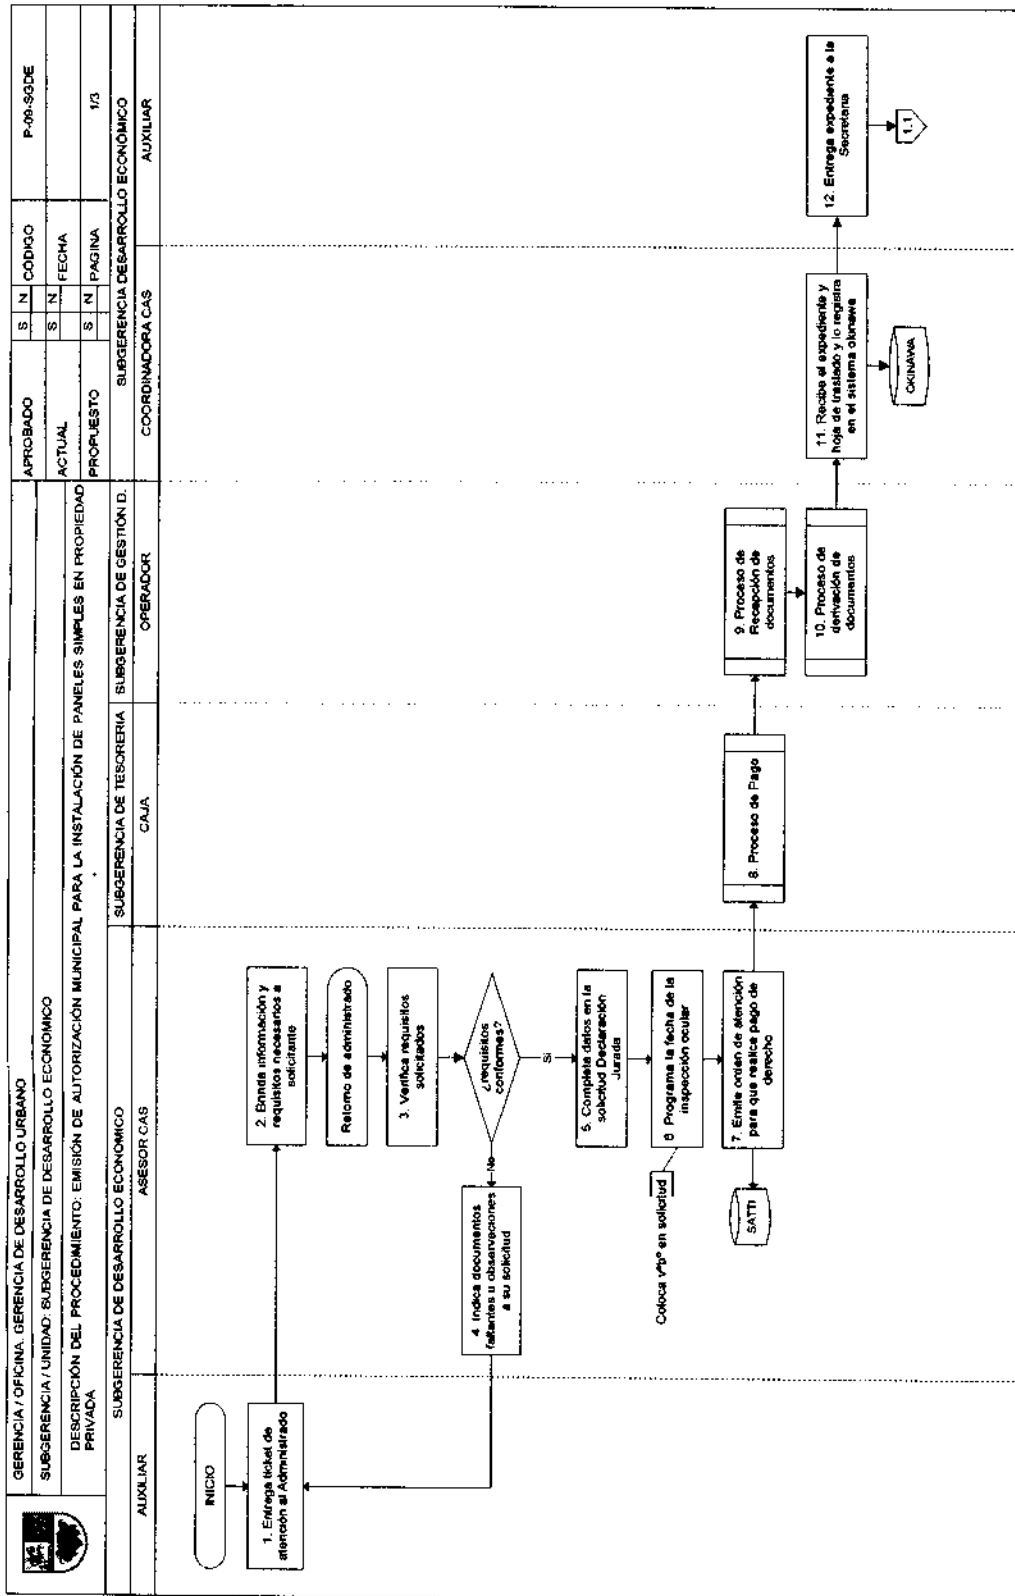 GERENCIA / OFICINA. GERENCIA DE DESARROLLO URBANO
SUBGERENCIA / UNIDAD: SUBGERENCIA DE DESARROLLO ECONOMICO
DESCRIPCIÓN DEL PROCEDIMIENTO: EMISIÓN DE AUTORIZACIÓN MUNICIPAL PARA LA INSTALACIÓN DE PANELES SIMPLES EN PROPIEDAD
PRIVADA
APROBADO S N CODIGO P-09-SGDE
ACTUAL S N FECHA
PROPUESTO S N PAGINA 1/3
SUBGERENCIA DE DESARROLLO ECONÓMICO
SUBGERENCIA DE TESORERIA
SUBGERENCIA DE GESTIÓN D.
SUBGERENCIA DESARROLLO ECONÓMICO
AUXILIAR
ASESOR CAS
CAJA
OPERADOR
COORDINADORA CAS
AUXILIAR
INICIO
1. Entrega ticket de
atención al Administrado
2. Brinda información y
requisitos necesarios a
solicitante
Retorno de administrado
3. Verifica requisitos
solicitados
¿requisitos
conformes?
No
Si
4. Indica documentos
faltantes u observaciones
a su solicitud
5. Completa datos en la
solicitud Declaración
Jurada
6 Programa la fecha de la
inspección ocular
Coloca v°b° en solicitud
7. Emite orden de atención
para que realice pago de
derecho
SATTI
8. Proceso de Pago
9. Proceso de
Recepción de
documentos
10. Proceso de
derivación de
documentos
11. Recibe el expediente y
hoja de traslado y lo registra
en el sistema okinawa
OKINAWA
12. Entrega expediente a la
Secretaria
1.1